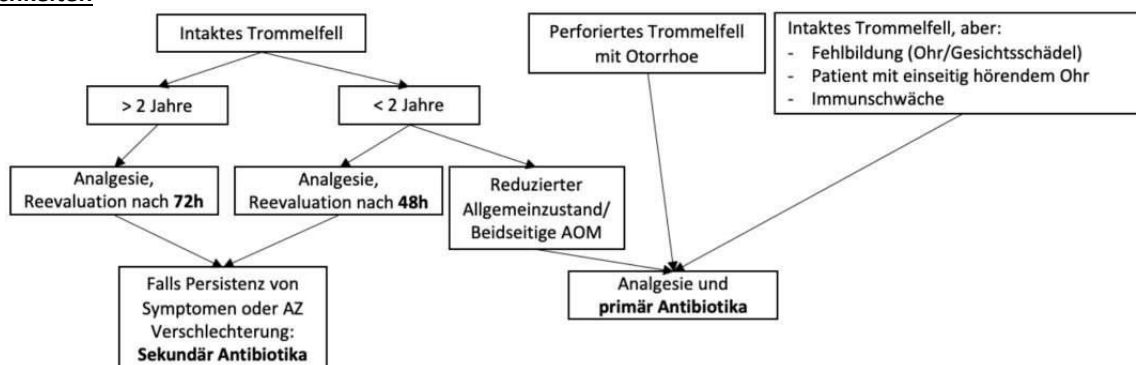 Intaktes Trommelfell
> 2 Jahre
< 2 Jahre
Analgesie,
Reevaluation nach 72h
Analgesie,
Reevaluation nach 48h
Reduzierter
Allgemeinzustand/
Beidseitige AOM
Falls Persistenz von
Symptomen oder AZ
Verschlechterung:
Sekundär Antibiotika
Perforiertes Trommelfell
mit Otorrhoe
Intaktes Trommelfell, aber:
- Fehlbildung (Ohr/Gesichtsschädel)
- Patient mit einseitig hörendem Ohr
- Immunschwäche
Analgesie und
primär Antibiotika